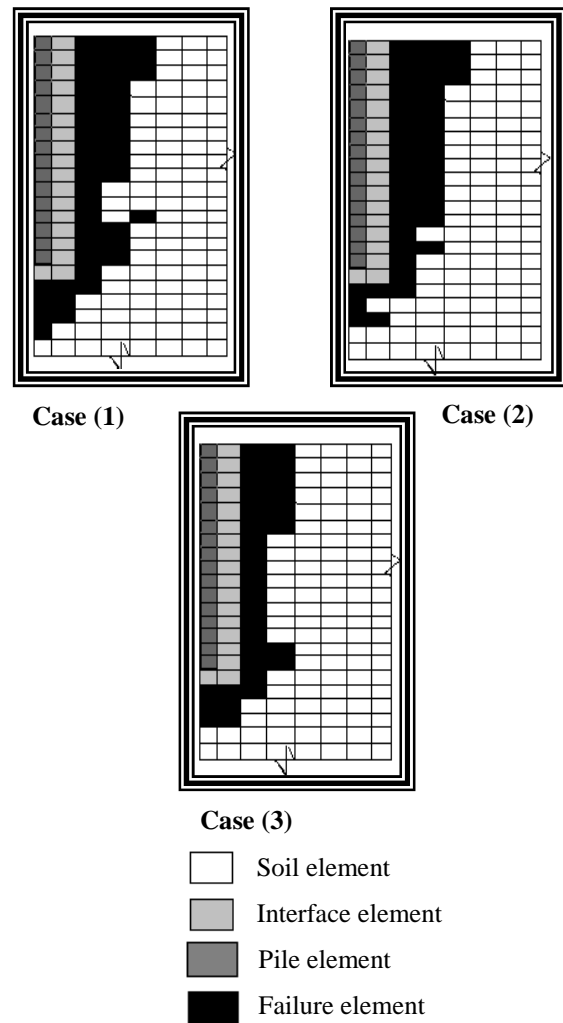 Case (1)
Case (2)
Case (3)
Soil element
Interface element
Pile element
Failure element